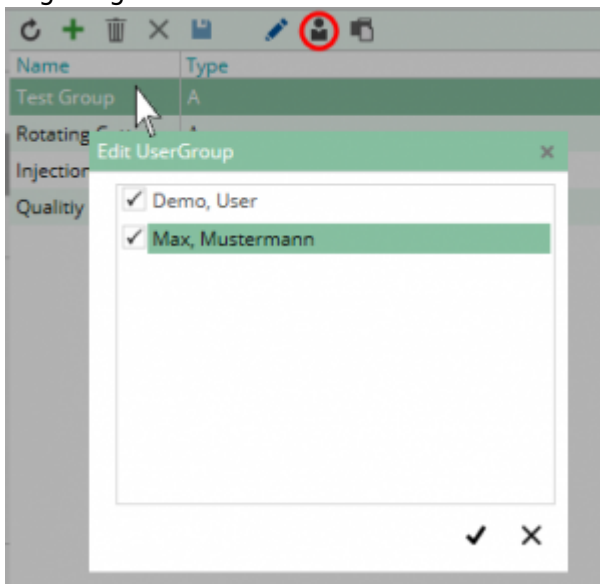 Name Type
Test Group A
Rotating
Edit UserGroup
Injection
Demo, User
Qualitiy
Max, Mustermann